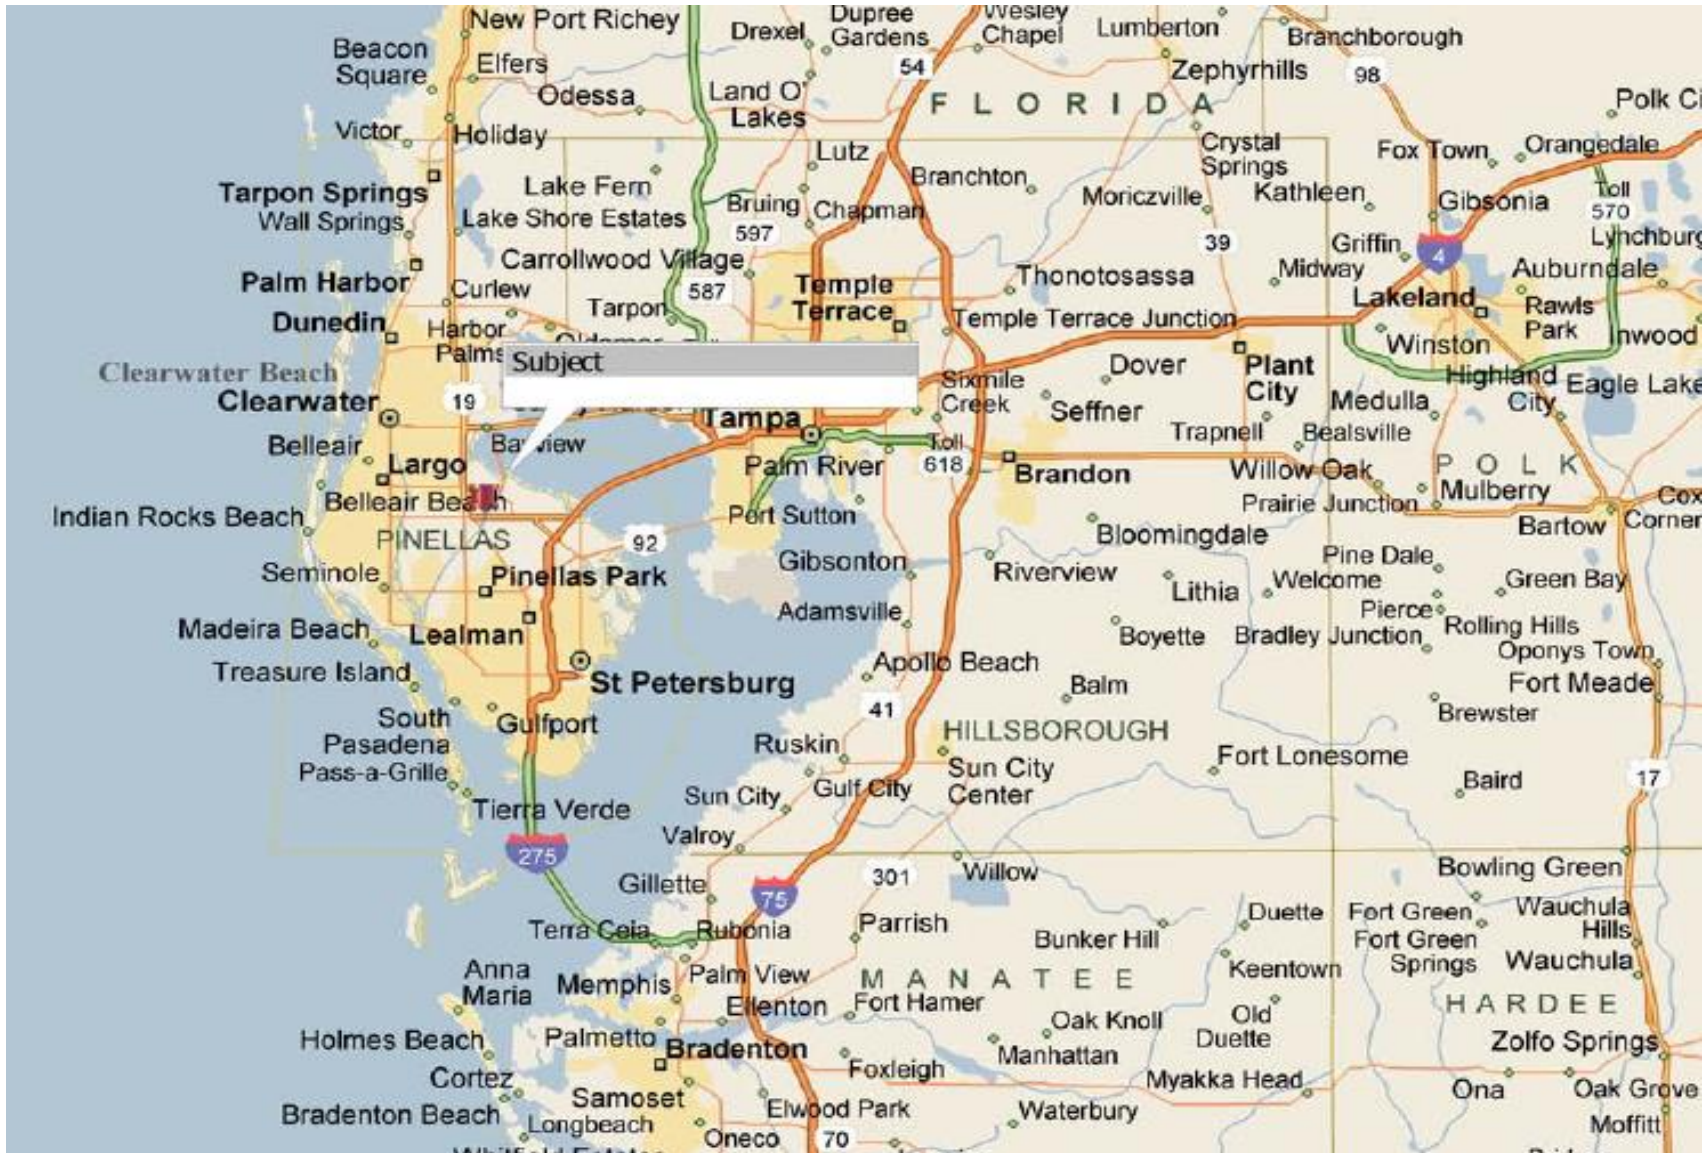 New Port Richey
Drexel
Dupree
Gardens
Wesley
Chapel
Lumberton
Branchborough
Beacon
Square
Elfers
54
Zephyrhills
98
Odessa
Land O'
Lakes
FLORIDA
Polk Ci
Victor
Holiday
Lutz
Crystal
Springs
Fox Town
Orangedale
Tarpon Springs
Lake Fern
Branchton
Moriczville
Kathleen
Toll
570
Gibsonia
Wall Springs
Lake Shore Estates
Bruing
Chapman
597
39
Griffin
4
Lynchburg
Carrollwood Village
Palm Harbor
Curlew
587
Temple
Terrace
Thonotosassa
Midway
Auburndale
Lakeland
Rawls
Park
Tarpon
Dunedin
Harbor
Palms
Temple Terrace Junction
Winston
Inwood
Subject
Clearwater Beach
Dover
Plant
City
Highland
City
Eagle Lake
Clearwater
19
Sixmile
Creek
Seffner
Medulla
Tampa
Trapnell
Bealsville
Belleair
Bayview
Toll
618
Largo
Palm River
Brandon
Willow Oak
POLK
Mulberry
Belleair Beach
Prairie Junction
Cox
Corner
Indian Rocks Beach
Port Sutton
Bartow
PINELLAS
92
Bloomingdale
Gibsonton
Pine Dale
Seminole
Pinellas Park
Riverview
Lithia
Welcome
Green Bay
Adamsville
Pierce
Madeira Beach
Lealman
Boyette
Bradley Junction
Rolling Hills
Oponys Town
Treasure Island
Apollo Beach
St Petersburg
Balm
Fort Meade
South
Pasadena
Gulfport
41
Brewster
HILLSBOROUGH
Ruskin
Pass-a-Grille
Sun City
Center
Fort Lonesome
17
Baird
Sun City
Gulf City
Tierra Verde
Valroy
275
301
Willow
Bowling Green
Gillette
75
Terra Ceia
Rubonia
Parrish
Bunker Hill
Duette
Fort Green
Wauchula
Hills
Fort Green
Springs
Anna
Maria
Memphis
Palm View
MANATEE
Keentown
Wauchula
Ellenton
Fort Hamer
HARDEE
Holmes Beach
Palmetto
Oak Knoll
Old
Duette
Bradenton
Manhattan
Zolfo Springs
Cortez
Foxleigh
Myakka Head
Ona
Oak Grove
Bradenton Beach
Samoset
Elwood Park
Waterbury
Moffitt
Longbeach
Oneco
70